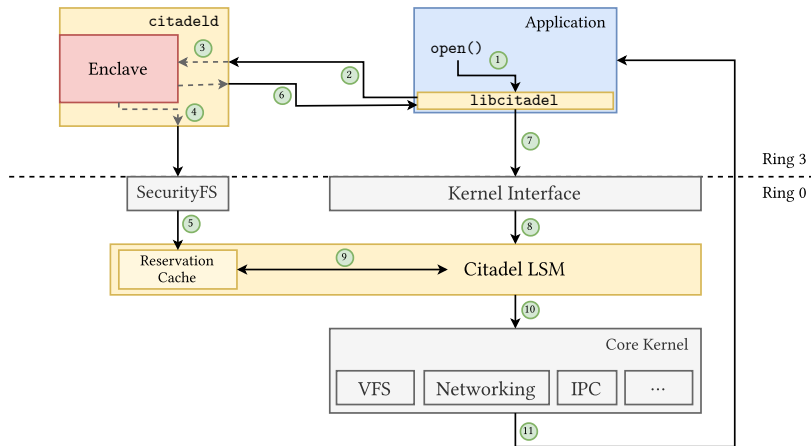 citadeld
Application
3
open()
1
Enclave
2
6
libcitadel
4
7
Ring 3
SecurityFS
Kernel Interface
Ring 0
5
8
Reservation
Cache
9
Citadel LSM
10
Core Kernel
VFS
Networking
IPC
...
11